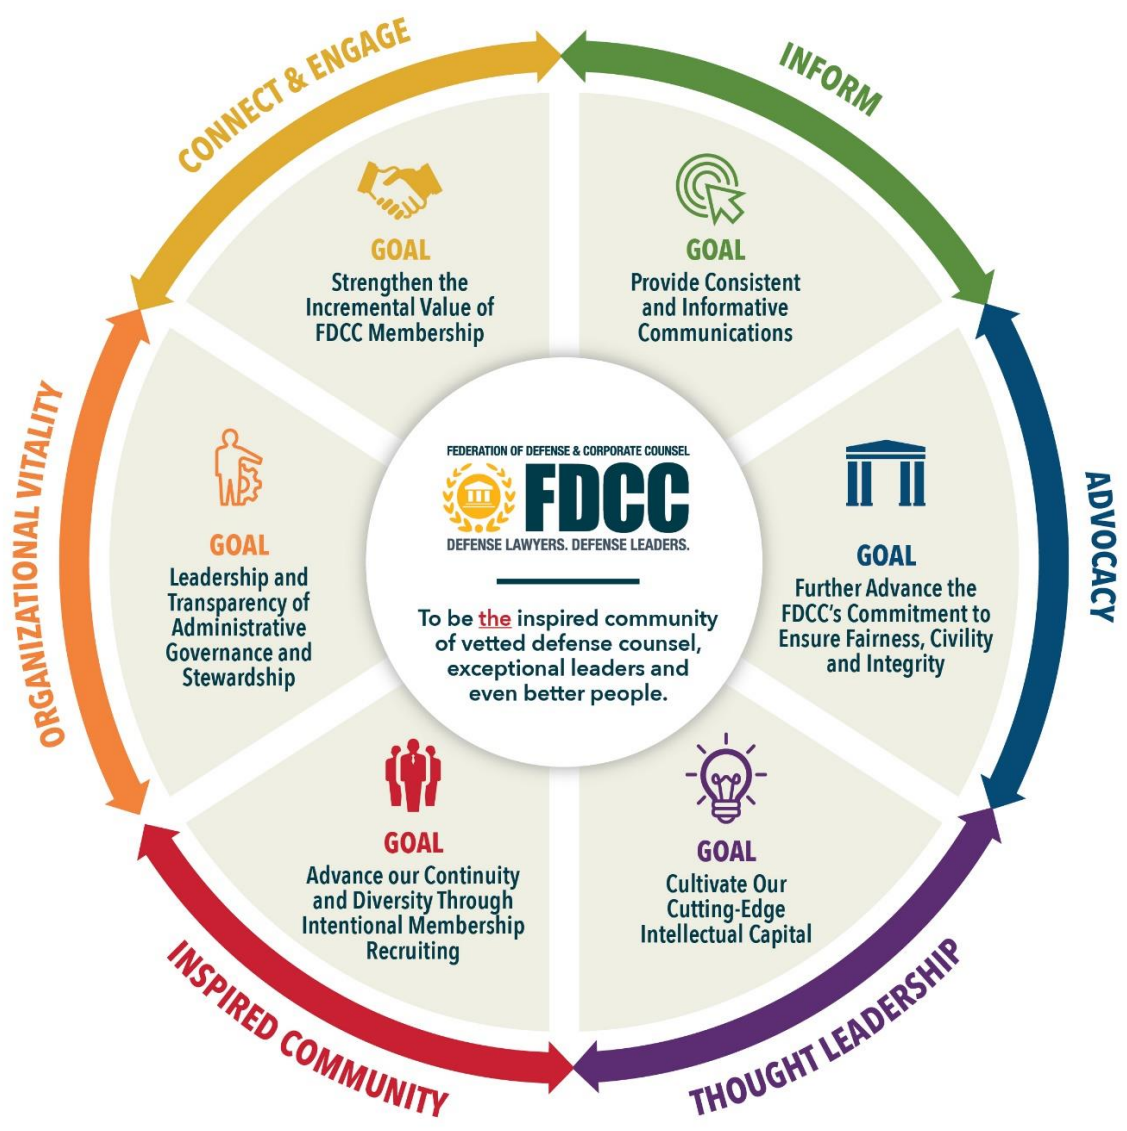 CONNECT & ENGAGE
GOAL
Strengthen the
Incremental Value of
FDCC Membership
INFORM
GOAL
Provide Consistent
and Informative
Communications
ADVOCACY
GOAL
Further Advance the
FDCC's Commitment to
Ensure Fairness, Civility
and Integrity
THOUGHT LEADERSHIP
GOAL
Cultivate Our
Cutting-Edge
Intellectual Capital
INSPIRED COMMUNITY
GOAL
Advance our Continuity
and Diversity Through
Intentional Membership
Recruiting
ORGANIZATIONAL VITALITY
GOAL
Leadership and
Transparency of
Administrative
Governance and
Stewardship
FEDERATION OF DEFENSE & CORPORATE COUNSEL
FDCC
DEFENSE LAWYERS. DEFENSE LEADERS.
To be the inspired community
of vetted defense counsel,
exceptional leaders and
even better people.